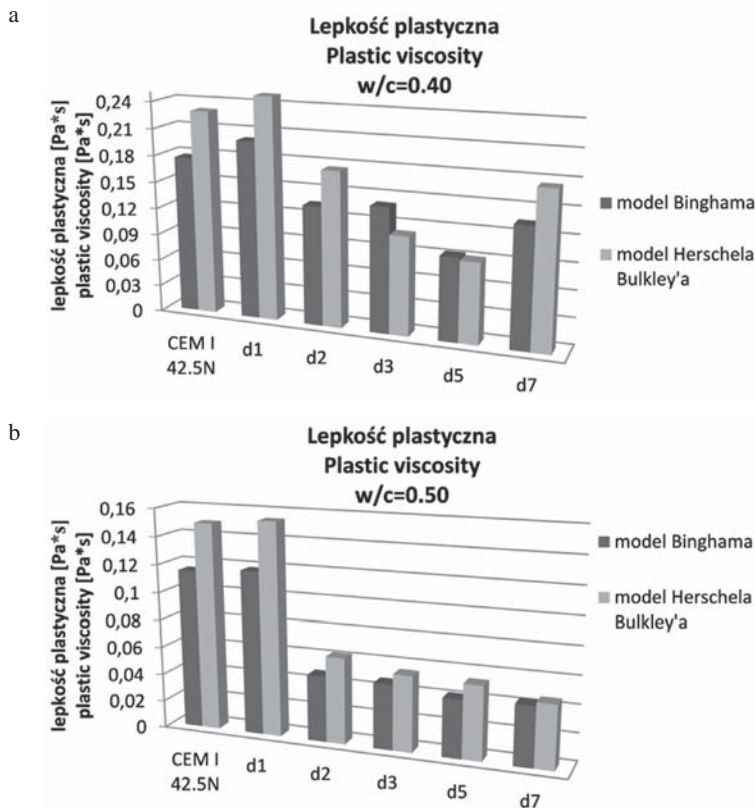 a
Lepkość plastyczna
Plastic viscosity
w/c=0.40
lepkość plastyczna [Pa*s]
plastic viscosity [Pa*s]
0,24
0,21
0,18
0,15
0,12
0,09
0,06
0,03
0
CEM I
42.5N
d1
d2
d3
d5
d7
model Binghama
model Herschela
Bulkley'a
b
Lepkość plastyczna
Plastic viscosity
w/c=0.50
lepkość plastyczna [Pa*s]
plastic viscosity [Pa*s]
0,16
0,14
0,12
0,1
0,08
0,06
0,04
0,02
0
CEM I
42.5N
d1
d2
d3
d5
d7
model Binghama
model Herschela
Bulkley'a